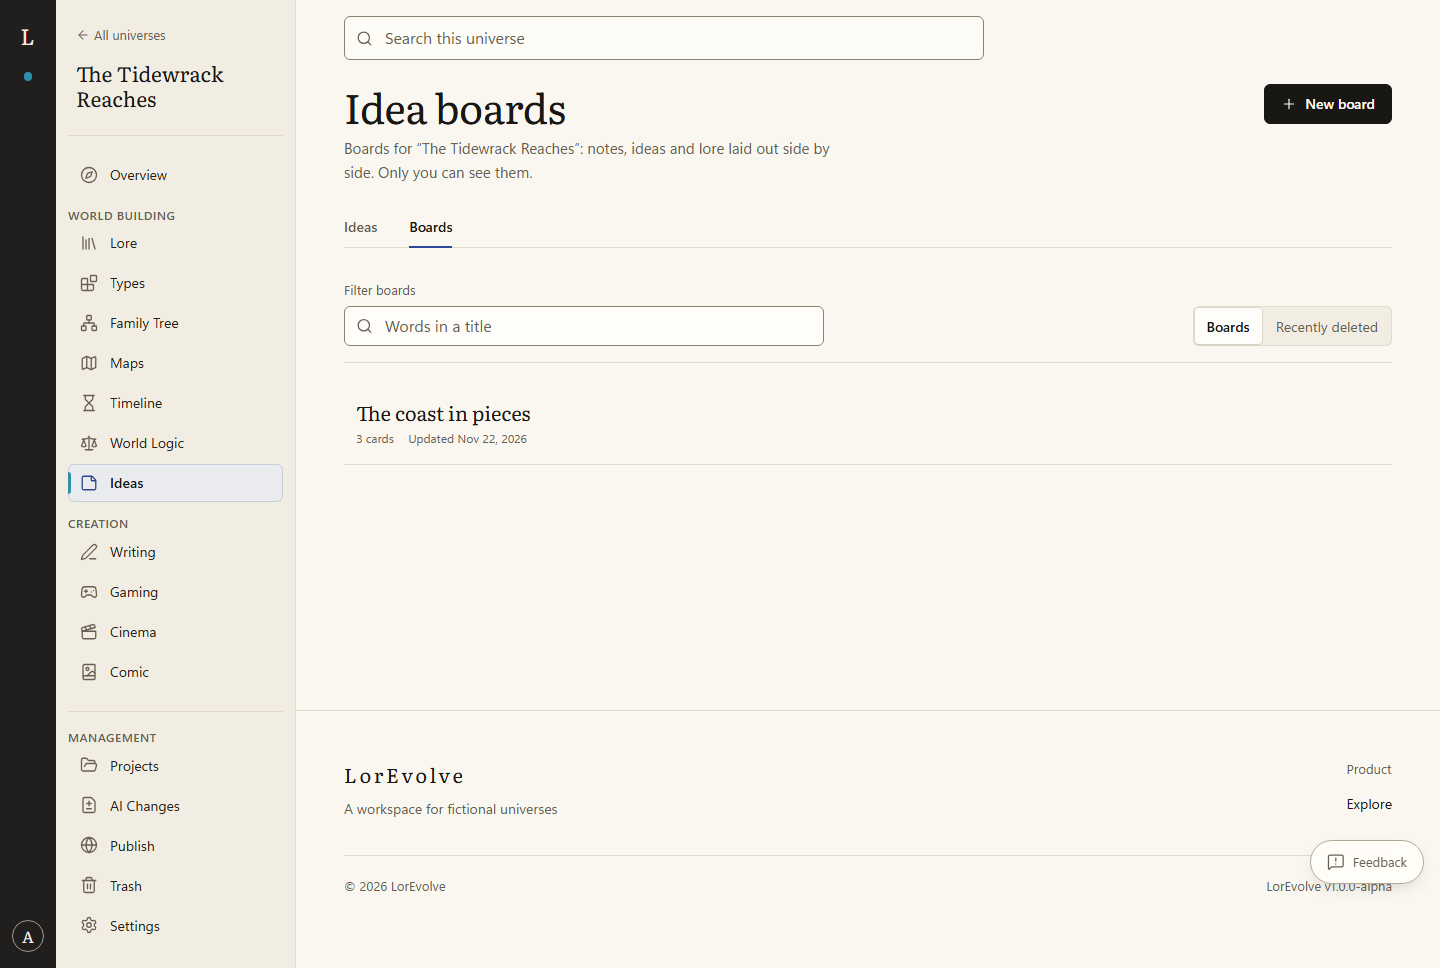 L
← All universes
The Tidewrack
Reaches
Overview
WORLD BUILDING
Lore
Types
Family Tree
Maps
Timeline
World Logic
Ideas
CREATION
Writing
Gaming
Cinema
Comic
MANAGEMENT
Projects
AI Changes
Publish
Trash
Settings
A
Search this universe
Idea boards
New board
Boards for “The Tidewrack Reaches”: notes, ideas and lore laid out side by
side. Only you can see them.
Ideas Boards
Filter boards
Words in a title
Boards Recently deleted
The coast in pieces
3 cards Updated Nov 22, 2026
LorEvolve
A workspace for fictional universes
Product
Explore
Feedback
© 2026 LorEvolve
LorEvolve v1.0.0-alpha